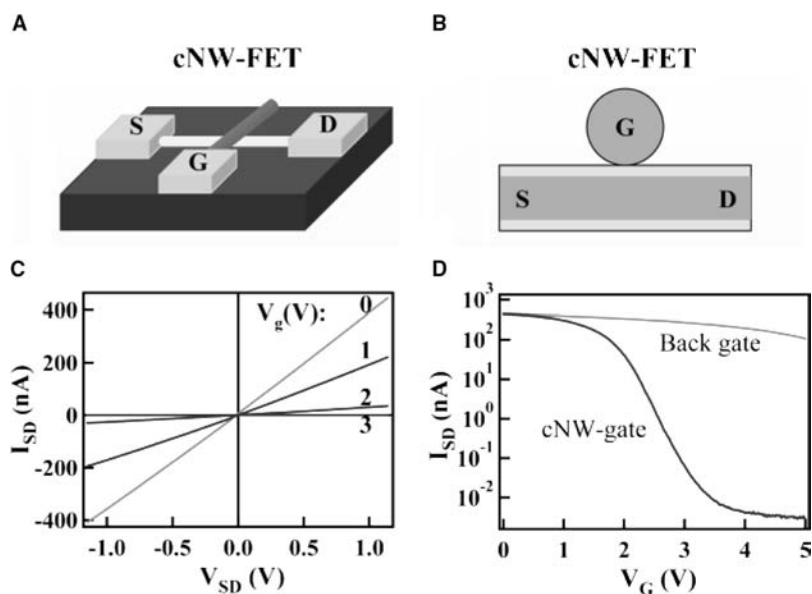 A
cNW-FET
S
D
G
B
cNW-FET
G
S
D
C
400
200
0
-200
-400
I_SD (nA)
V_g(V):
0
1
2
3
-1.0
-0.5
0.0
0.5
1.0
V_SD (V)
D
10^3
10^2
10^1
10^0
10^-1
10^-2
I_SD (nA)
Back gate
cNW-gate
0
1
2
3
4
5
V_G (V)